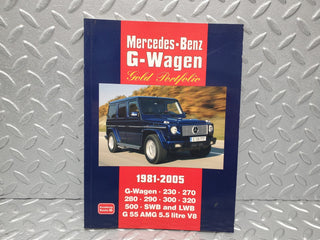 Mercedes-Benz
G-Wagen
Gold Portfolio
1981-2005
G-Wagen · 230 · 270
280 · 290 · 300 · 320
500 · SWB and LWB
G 55 AMG 5.5 litre V8